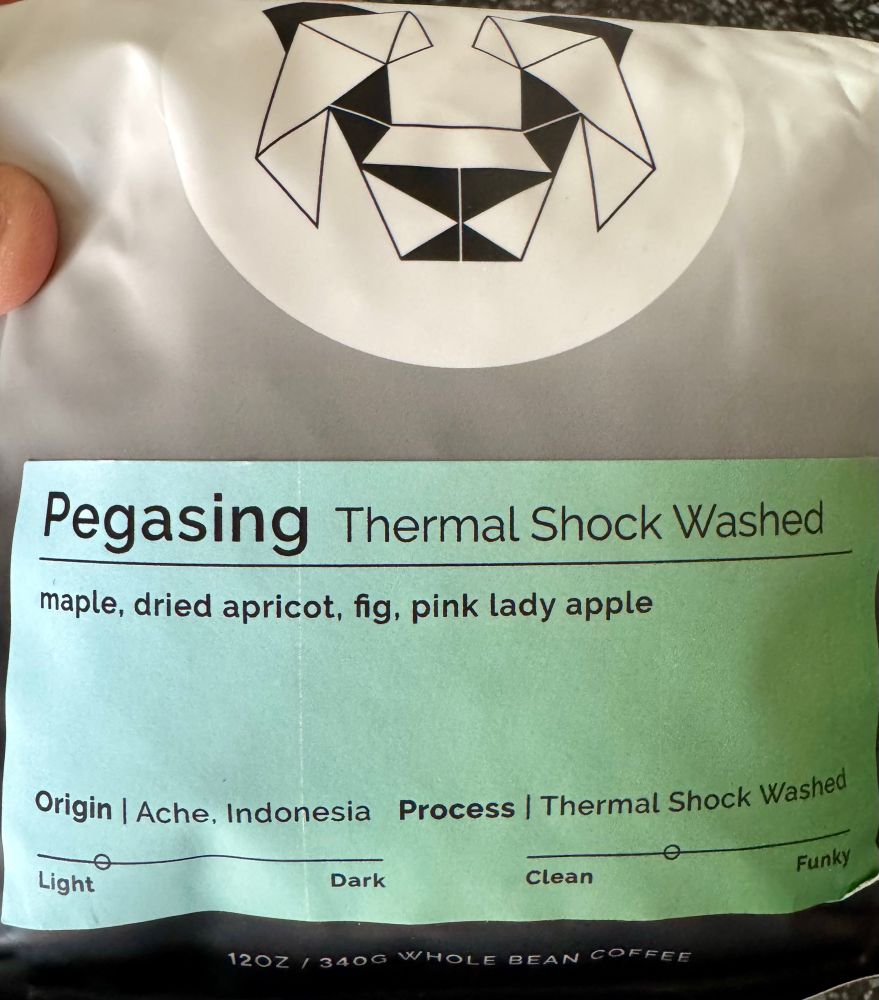 Pegasing Thermal Shock Washed
maple, dried apricot, fig, pink lady apple
Origin | Ache, Indonesia Process | Thermal Shock Washed
Light Dark Clean Funky
12OZ / 340G WHOLE BEAN COFFEE